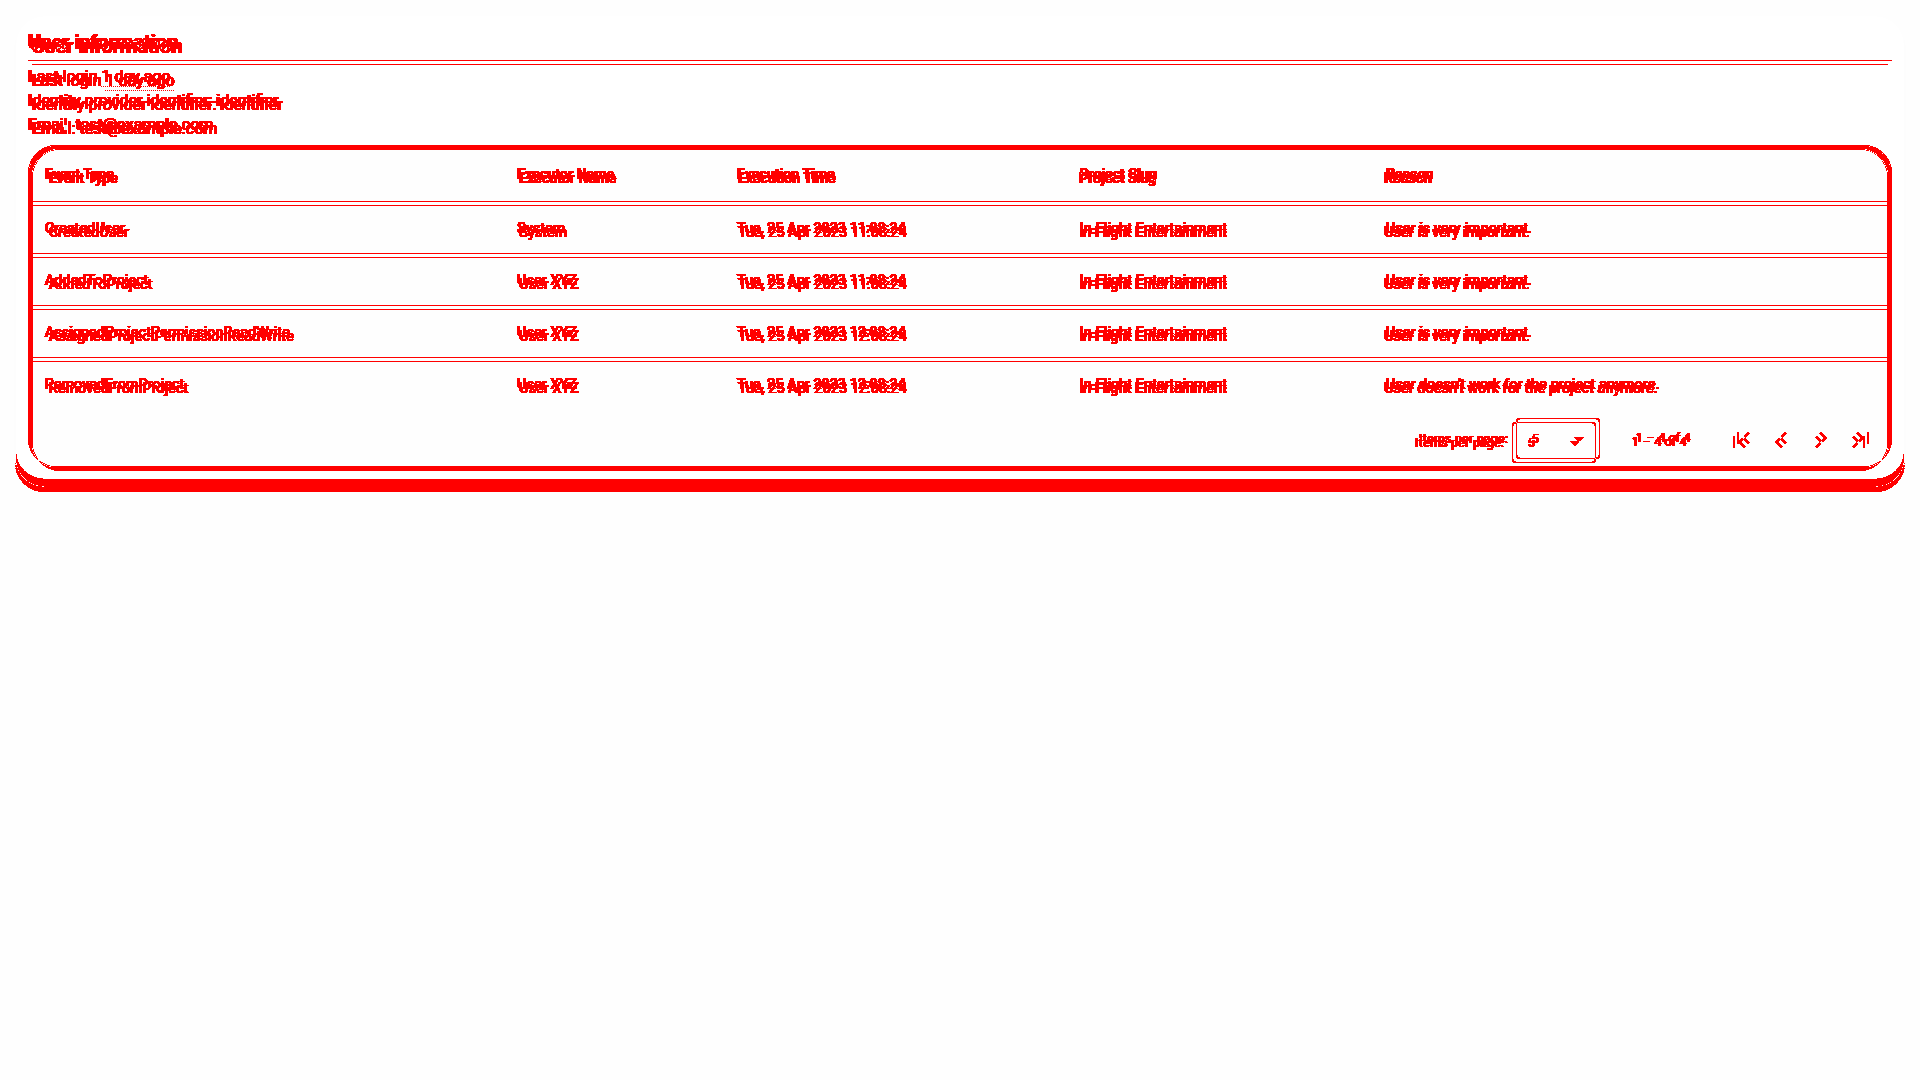 User information
Last login 1 day ago
Identity provider identifier: identifier
Email: test@example.com
Event Type Executor Name Execution Time Project Slug Reason
CreatedUser System Tue, 25 Apr 2023 11:08:24 In-Flight Entertainment User is very important.
AddedToProject User XYZ Tue, 25 Apr 2023 11:08:24 In-Flight Entertainment User is very important.
AssignedProjectPermissionReadWrite User XYZ Tue, 25 Apr 2023 12:08:24 In-Flight Entertainment User is very important.
RemovedFromProject User XYZ Tue, 25 Apr 2023 12:08:24 In-Flight Entertainment User doesn't work for the project anymore.
Items per page: 5 1 – 4 of 4